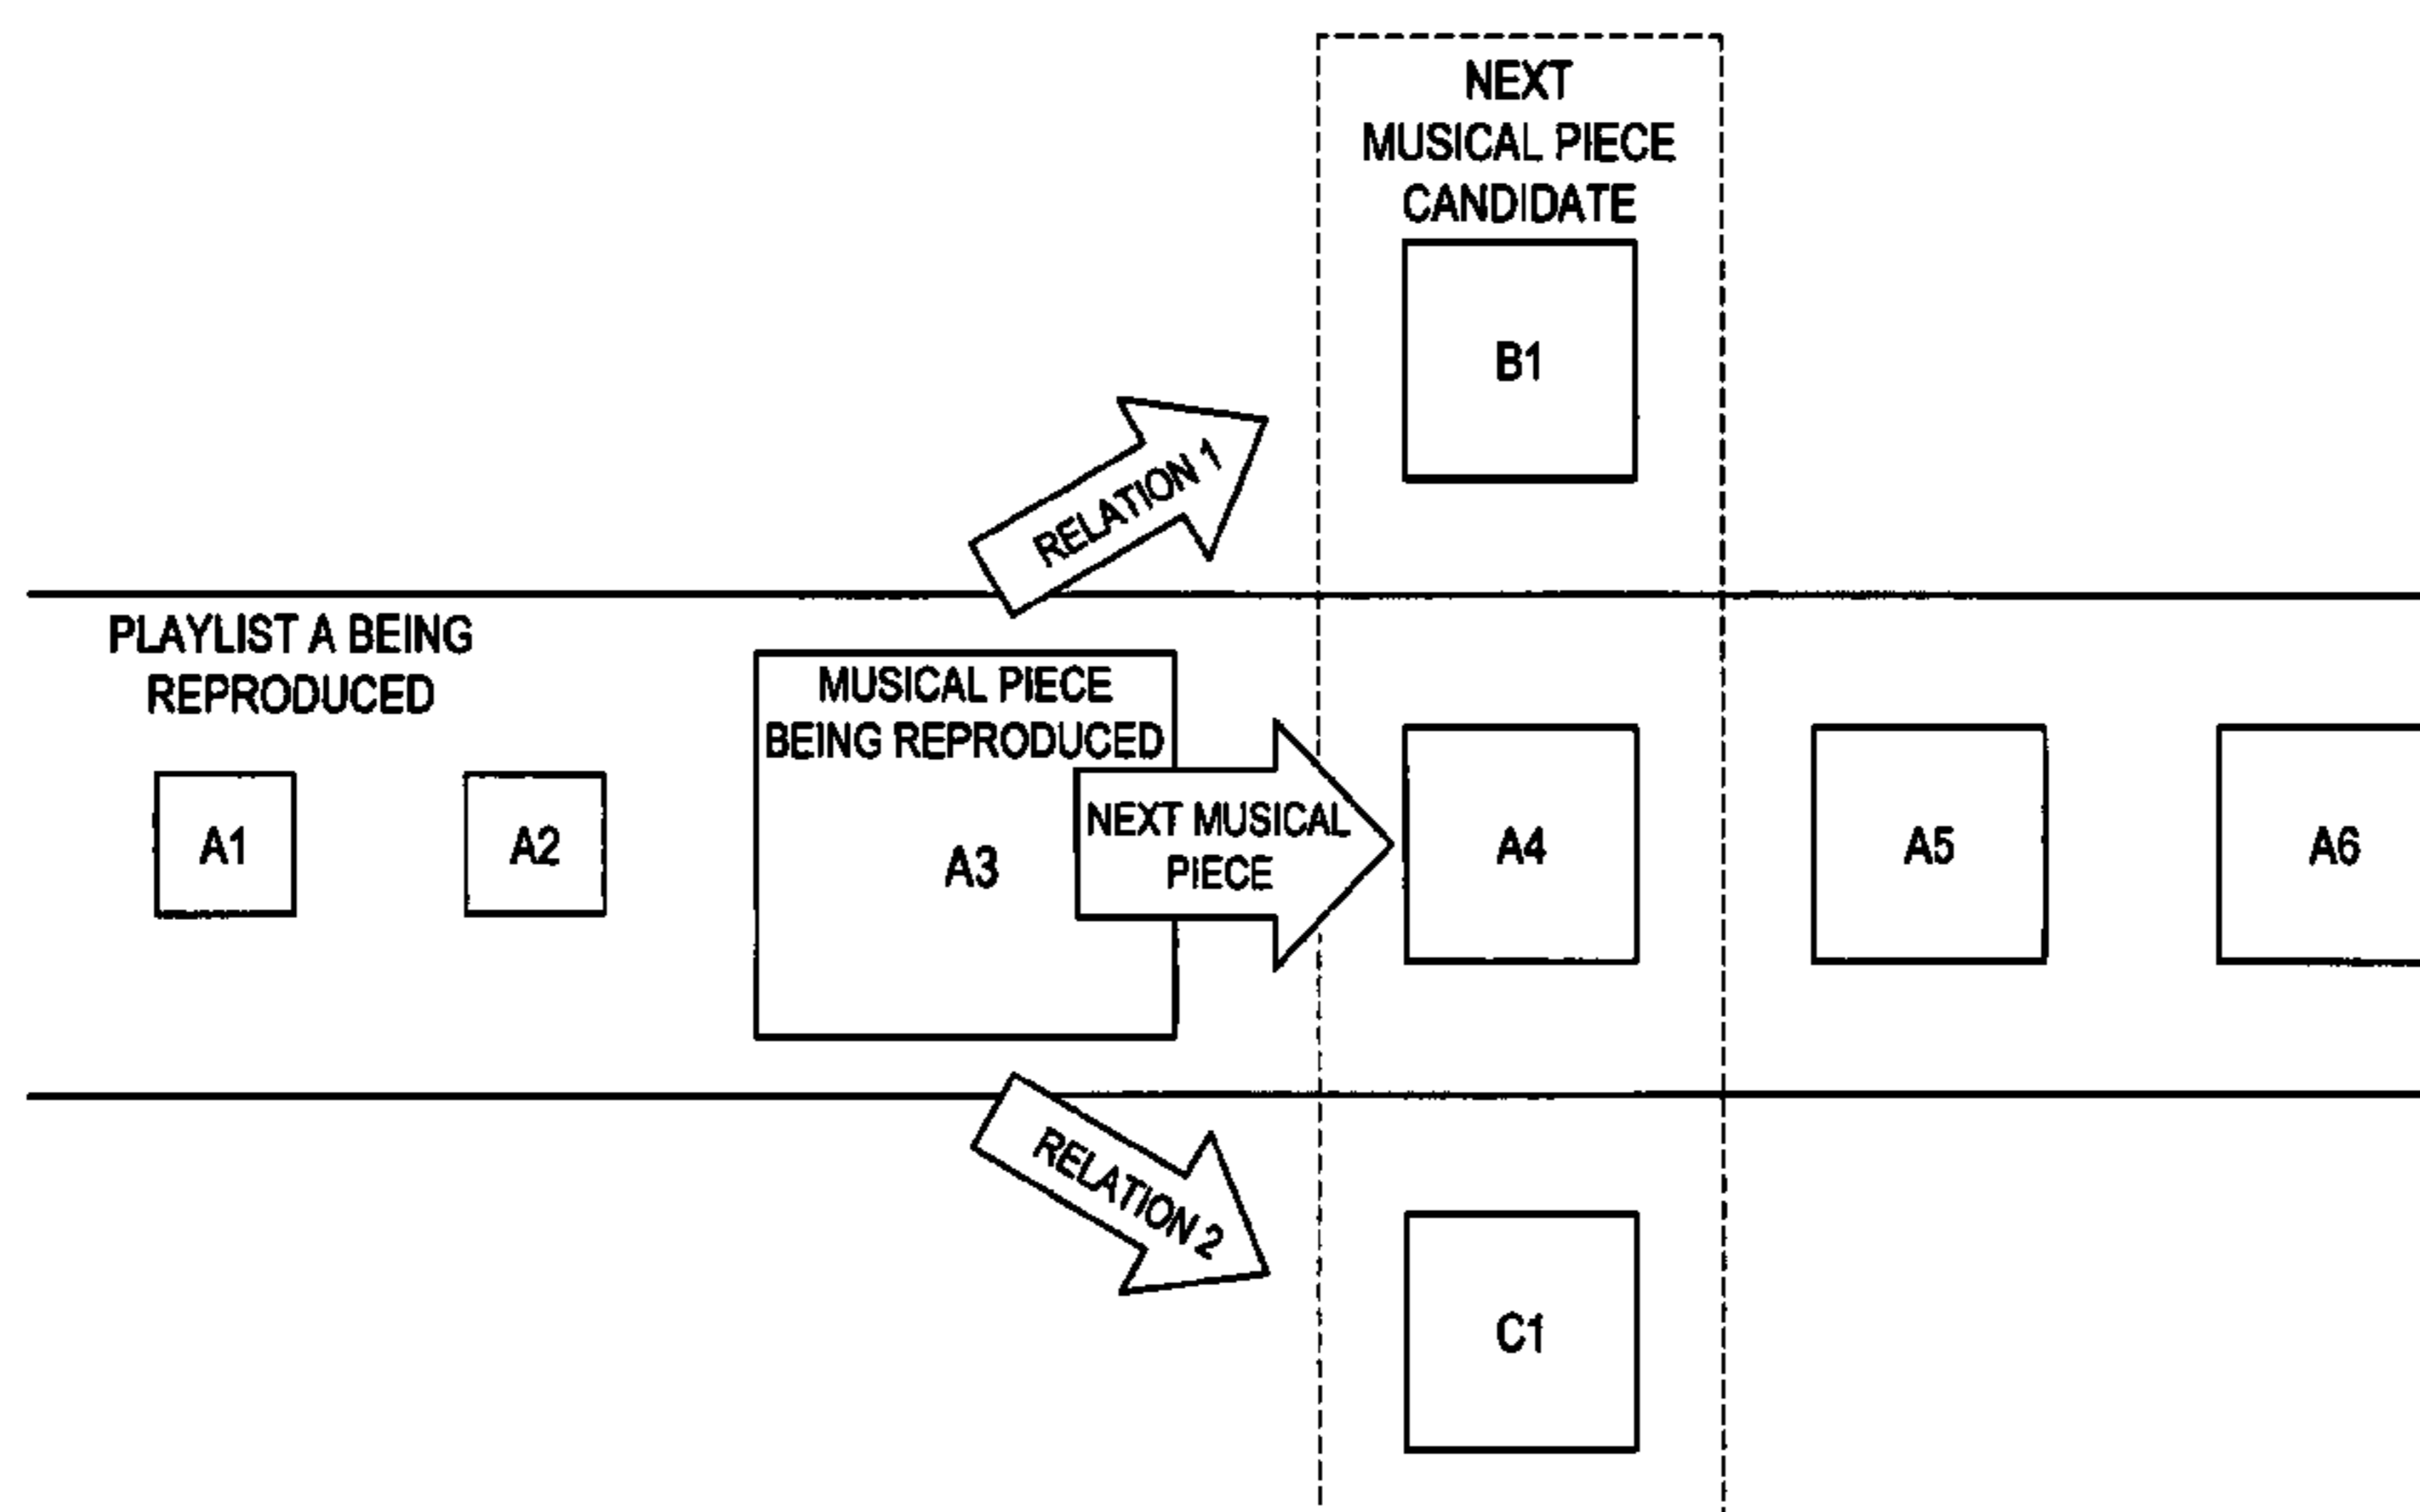 NEXT
MUSICAL PIECE
CANDIDATE
B1
RELATION 1
PLAYLIST A BEING
REPRODUCED
MUSICAL PIECE
BEING REPRODUCED
A1
A2
A3
NEXT MUSICAL
PIECE
A4
A5
A6
RELATION 2
C1